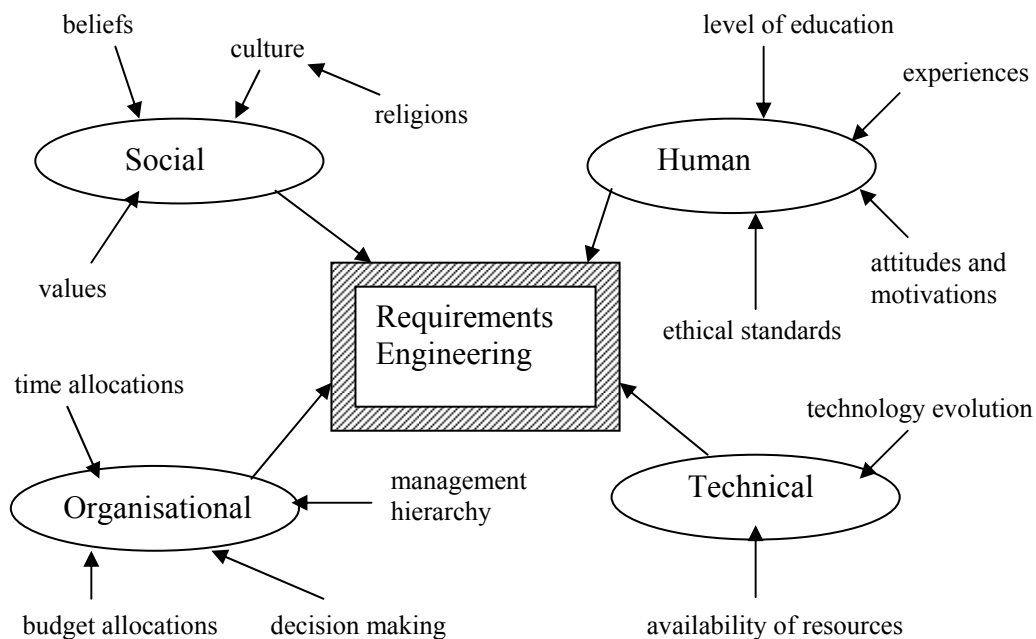 beliefs
culture
religions
Social
values
level of education
experiences
Human
attitudes and
motivations
ethical standards
Requirements
Engineering
time allocations
Organisational
management
hierarchy
budget allocations
decision making
technology evolution
Technical
availability of resources